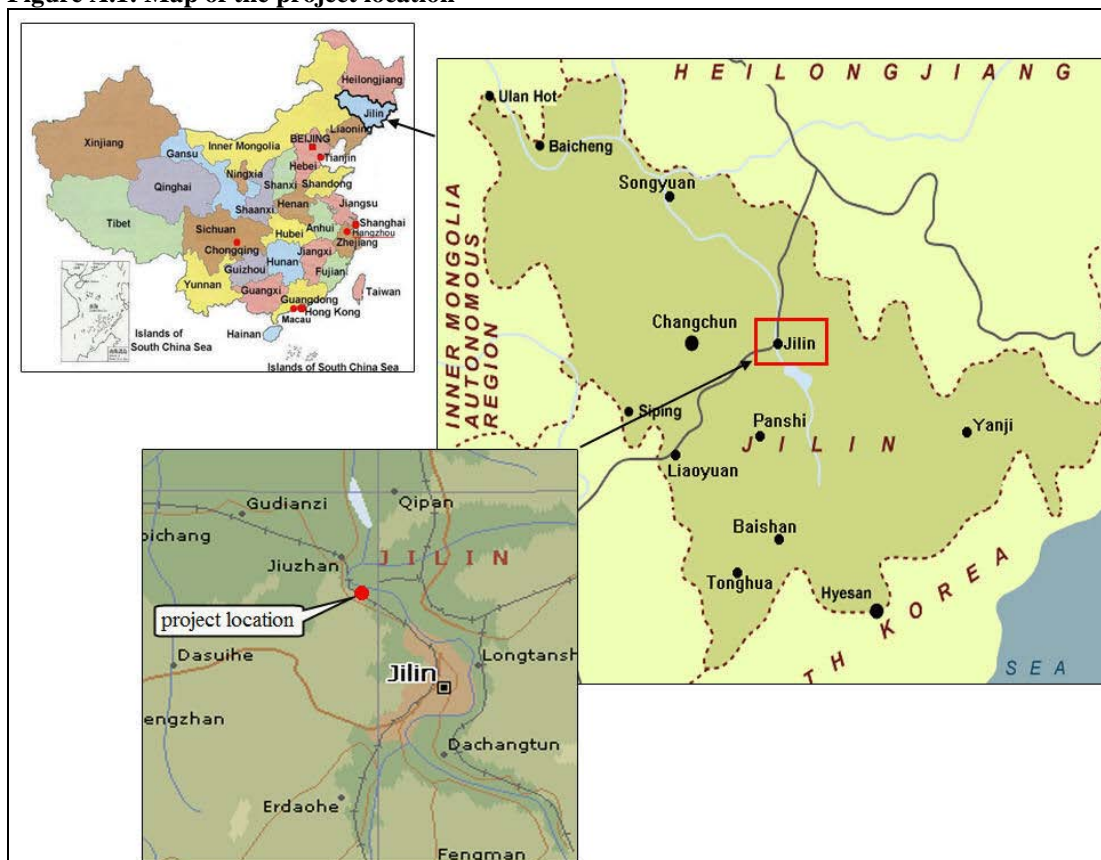 Figure A.1. Map of the project location
Heilongjiang
Jilin
Liaoning
Xinjiang
Inner Mongolia
BEIJING
Gansu
Tianjin
Hebei
Ningxia
Shanxi
Shandong
Qinghai
Shaanxi
Henan
Jiangsu
Tibet
Sichuan
Anhui
Shanghai
Hubei
Hangzhou
Chongqing
Zhejiang
Hunan
Jiangxi
Guizhou
Fujian
Yunnan
Guangxi
Guangdong
Taiwan
Hong Kong
Macau
Hainan
Islands of
South China Sea
Islands of South China Sea
HEILONGJIANG
Ulan Hot
Baicheng
Songyuan
INNER MONGOLIA
AUTONOMOUS
REGION
Changchun
Jilin
Siping
Panshi
Yanji
JILIN
Liaoyuan
Baishan
Tonghua
Hyesan
TH KOREA
SEA
Gudianzi
Qipan
oichang
Jiuzhan
JILIN
project location
Dasuihe
Longtansh
Jilin
engzhan
Dachangtun
Erdaohe
Fengman